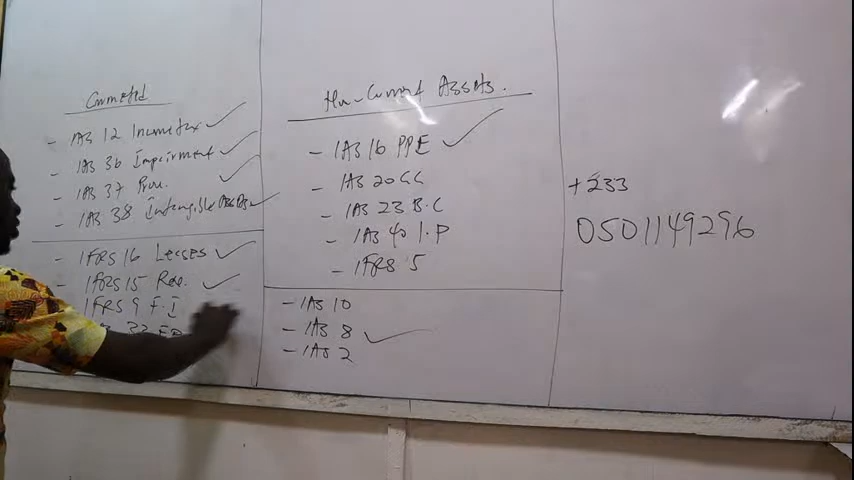 Connected
- IAS 12 Income tax
- IAS 36 Impairment
- IAS 37 Prov.
- IAS 38 Intangible Assets
- IFRS 16 Leases
- IFRS 15 Rev.
IFRS 9 F.I
Non-Current Assets.
- IAS 16 PPE
- IAS 20 GG
- IAS 23 B.C
- IAS 40 I.P
- IFRS 5
- IAS 10
- IAS 8
- IAS 2
+233
0501149296